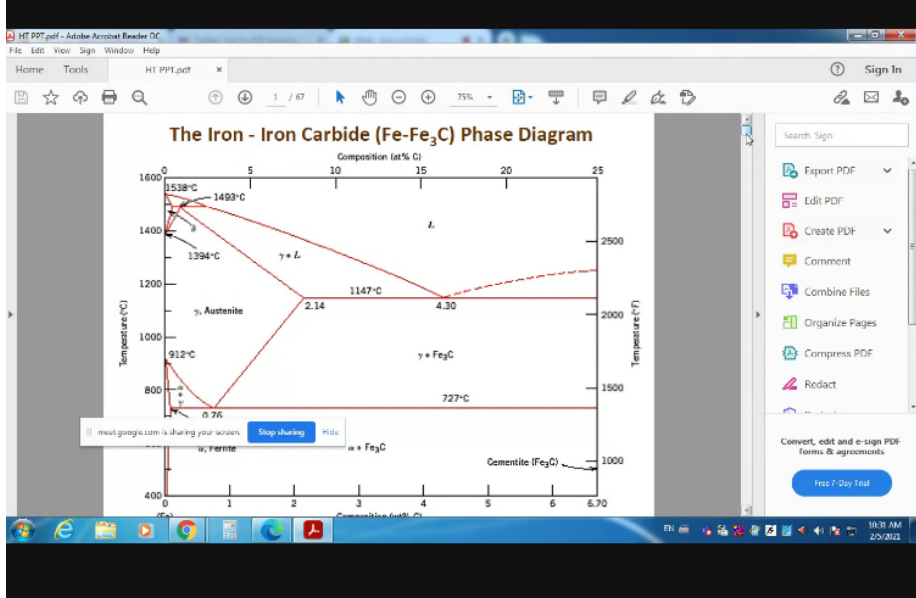 HT PPT.pdf - Adobe Acrobat Reader DC
File Edit View Sign Window Help
Home Tools HT PPT.pdf × Sign In
1 / 67 75%
Search 'Sign'
Export PDF
Edit PDF
Create PDF
Comment
Combine Files
Organize Pages
Compress PDF
Redact
Convert, edit and e-sign PDF
forms & agreements
Free 7-Day Trial
The Iron - Iron Carbide (Fe-Fe₃C) Phase Diagram
Composition (at% C)
0 5 10 15 20 25
1600
1538°C
1493°C
L
1400
1394°C
γ + L
2500
1200
1147°C
2.14
4.30
γ, Austenite
2000
Temperature (°C)
Temperature (°F)
1000
912°C
γ + Fe₃C
800
α + γ
727°C
1500
0.76
meet.google.com is sharing your screen. Stop sharing Hide
α, Ferrite
α + Fe₃C
Cementite (Fe₃C)
1000
400
0 1 2 3 4 5 6 6.70
(Fe)
Composition (wt% C)
EN
10:31 AM
2/5/2021